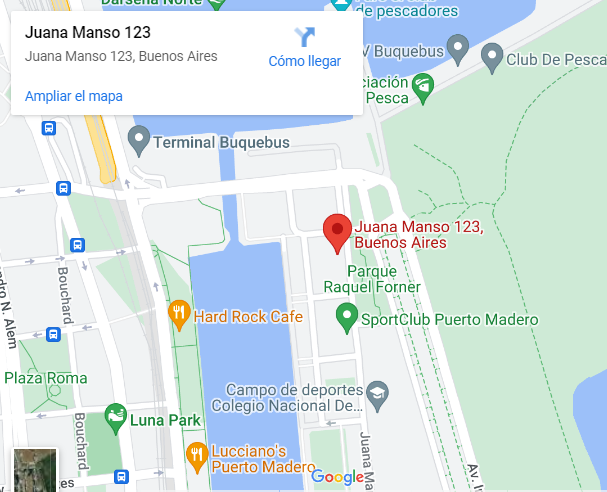 Darsena Norte
de pescadores
Juana Manso 123
Juana Manso 123, Buenos Aires
Cómo llegar
Ampliar el mapa
V Buquebus
Club De Pesca
ciación
Pesca
Terminal Buquebus
Juana Manso 123,
Buenos Aires
Parque
Raquel Forner
Hard Rock Cafe
SportClub Puerto Madero
Bouchard
dro N. Alem
Plaza Roma
Campo de deportes
Colegio Nacional De...
Luna Park
Bouchard
Lucciano's
Puerto Madero
Google
Juana Ma
Av. I
tes